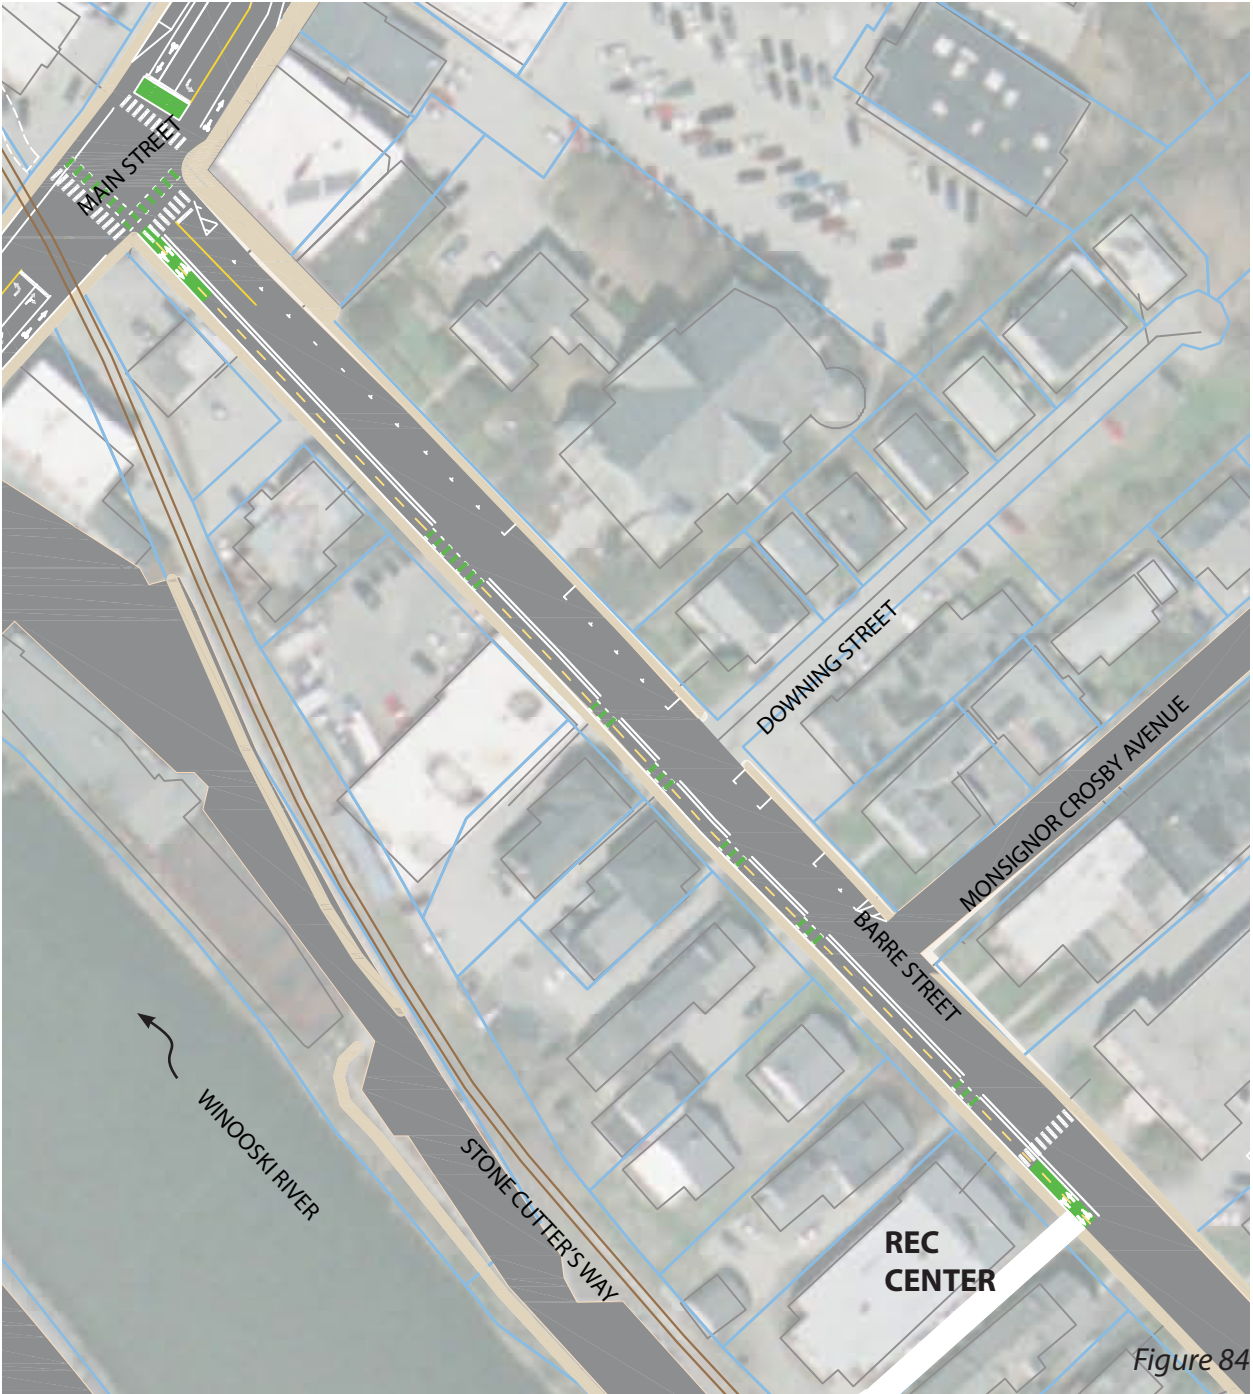 MAIN STREET
DOWNING STREET
MONSIGNOR CROSBY AVENUE
BARRE STREET
WINOOSKI RIVER
STONE CUTTER'S WAY
REC
CENTER
Figure 84